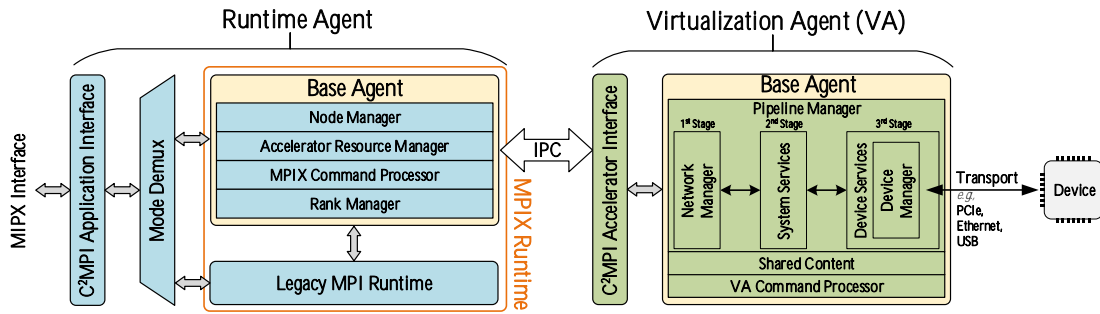 Runtime Agent
Virtualization Agent (VA)
MIPX Interface
C²MPI Application Interface
Mode Demux
Base Agent
Node Manager
Accelerator Resource Manager
MPIX Command Processor
Rank Manager
Legacy MPI Runtime
MPIX Runtime
IPC
C²MPI Accelerator Interface
Base Agent
Pipeline Manager
1st Stage
2nd Stage
3rd Stage
Network
Manager
System Services
Device Services
Device
Manager
Shared Content
VA Command Processor
Transport
e.g,
PCIe,
Ethernet,
USB
Device